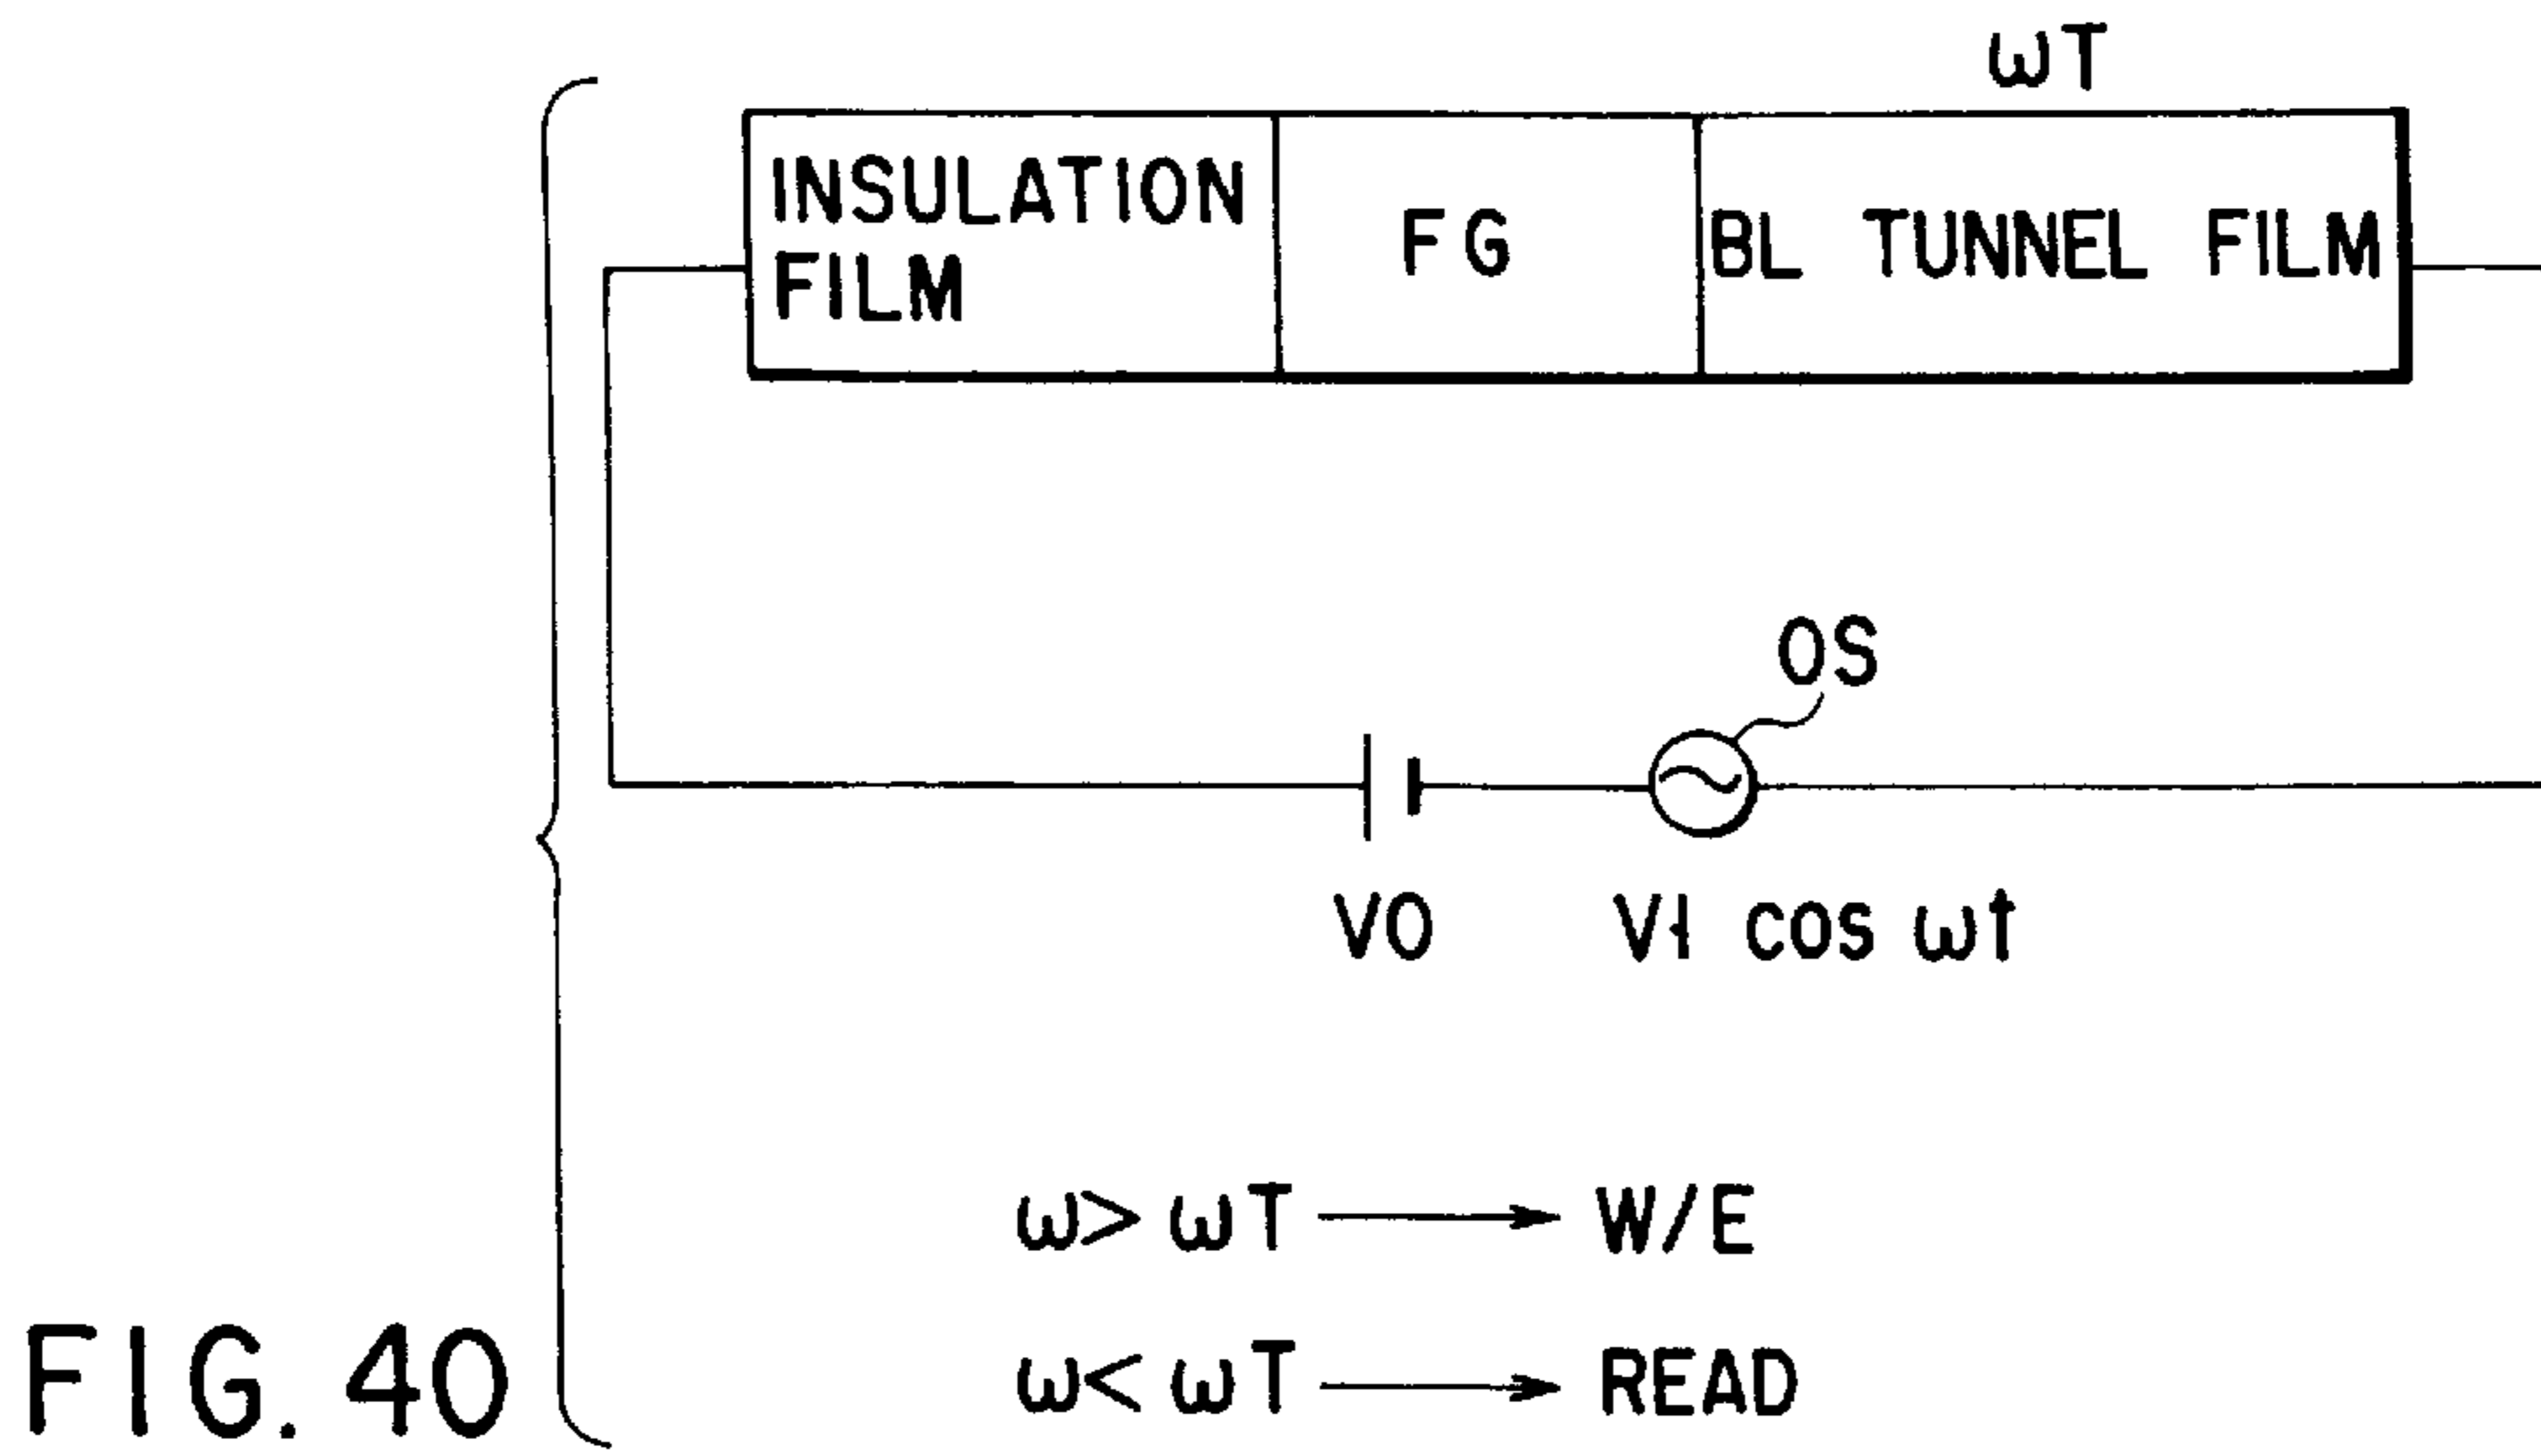 ωT
INSULATION
FILM
FG
BL TUNNEL FILM
OS
V0
V1 cos ωt
ω> ωT → W/E
ω< ωT → READ
FIG. 40